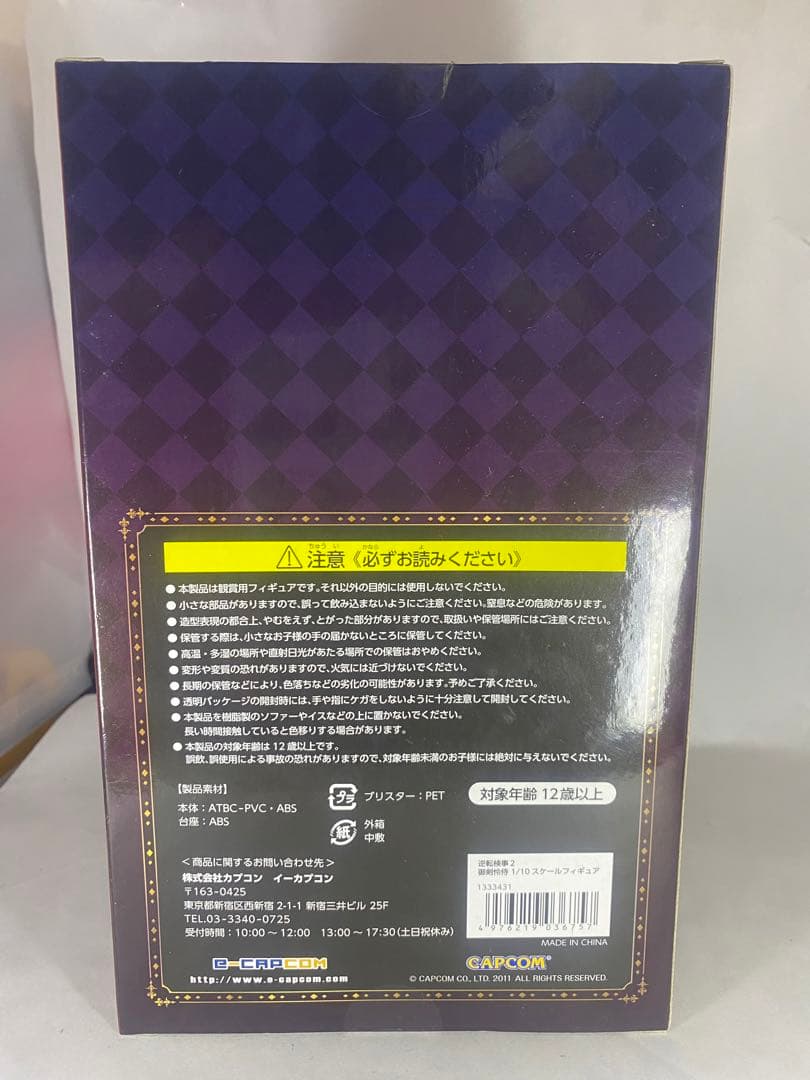 ちゅうい かなら よ
⚠注意《必ずお読みください》
●本製品は観賞用フィギュアです。それ以外の目的には使用しないでください。
●小さな部品がありますので、誤って飲み込まないようにご注意ください。窒息などの危険があります。
●造型表現の都合上、やむをえず、とがった部分がありますので、取扱いや保管場所にはご注意ください。
●保管する際は、小さなお子様の手の届かないところに保管してください。
●高温・多湿の場所や直射日光があたる場所での保管はおやめください。
●変形や変質の恐れがありますので、火気には近づけないでください。
●長期の保管などにより、色落ちなどの劣化の可能性があります。予めご了承ください。
●透明パッケージの開封時には、手や指にケガをしないように十分注意して開封してください。
●本製品を樹脂製のソファーやイスなどの上に置かないでください。
長い時間接触していると色移りする場合があります。
●本製品の対象年齢は12歳以上です。
誤飲、誤使用による事故の恐れがありますので、対象年齢未満のお子様には絶対に与えないでください。
【製品素材】
本体：ATBC-PVC・ABS
台座：ABS
プラ ブリスター：PET
紙 外箱
中敷
対象年齢 12歳以上
＜商品に関するお問い合わせ先＞
株式会社カプコン イーカプコン
〒163-0425
東京都新宿区西新宿 2-1-1 新宿三井ビル 25F
TEL.03-3340-0725
受付時間：10:00～12:00 13:00～17:30(土日祝休み)
逆転検事2
御剣怜侍 1/10 スケールフィギュア
1333431
4 976219 036757
MADE IN CHINA
e-CAPCOM
http://www.e-capcom.com
CAPCOM
© CAPCOM CO., LTD. 2011 ALL RIGHTS RESERVED.